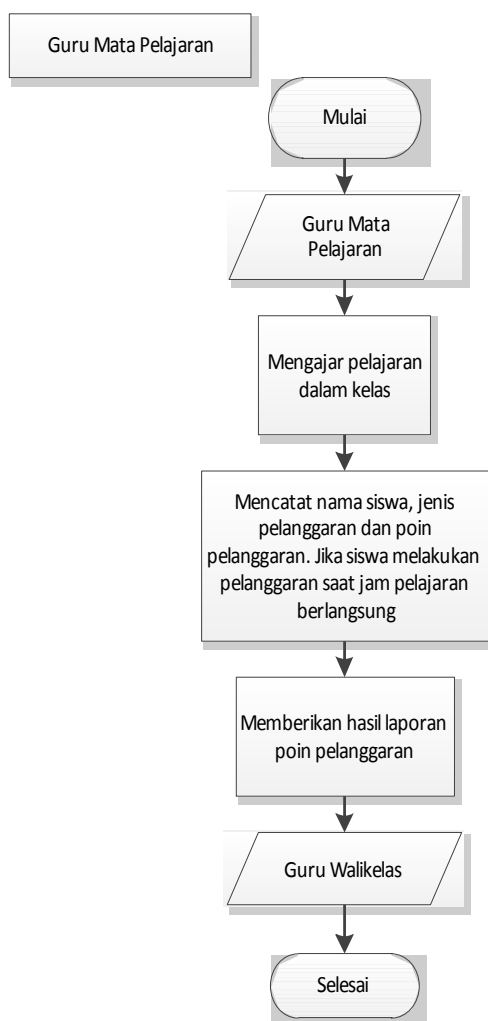 Guru Mata Pelajaran
Mulai
Guru Mata
Pelajaran
Mengajar pelajaran
dalam kelas
Mencatat nama siswa, jenis
pelanggaran dan poin
pelanggaran. Jika siswa melakukan
pelanggaran saat jam pelajaran
berlangsung
Memberikan hasil laporan
poin pelanggaran
Guru Walikelas
Selesai